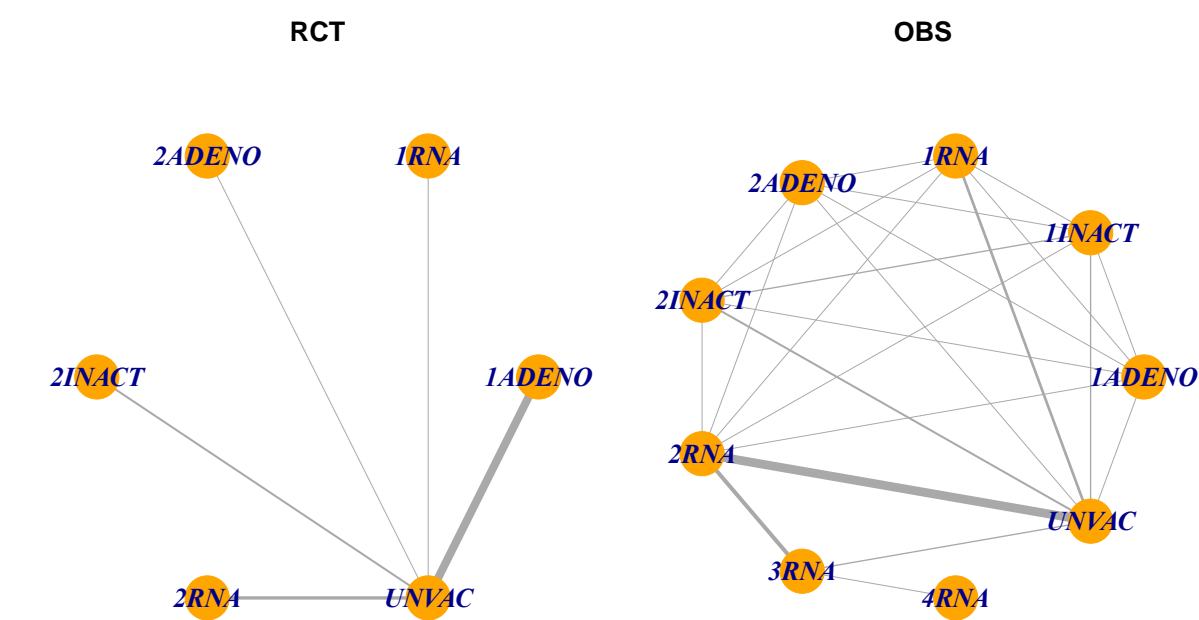 RCT
2ADENO
1RNA
2INACT
1ADENO
2RNA
UNVAC
OBS
1RNA
2ADENO
1INACT
2INACT
1ADENO
2RNA
UNVAC
3RNA
4RNA